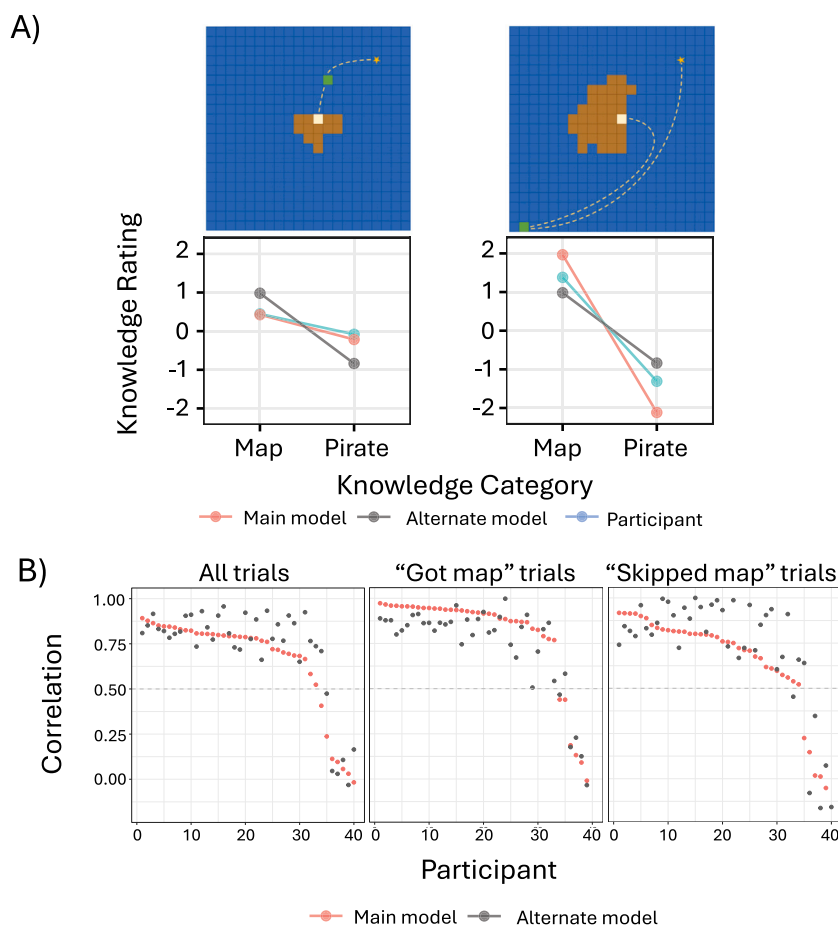 A)
Knowledge Rating
2
1
0
-1
-2
2
1
0
-1
-2
Map Pirate
Map Pirate
Knowledge Category
Main model Alternate model Participant
B)
All trials
“Got map” trials
“Skipped map” trials
Correlation
1.00
0.75
0.50
0.25
0.00
0 10 20 30 40
0 10 20 30 40
0 10 20 30 40
Participant
Main model Alternate model